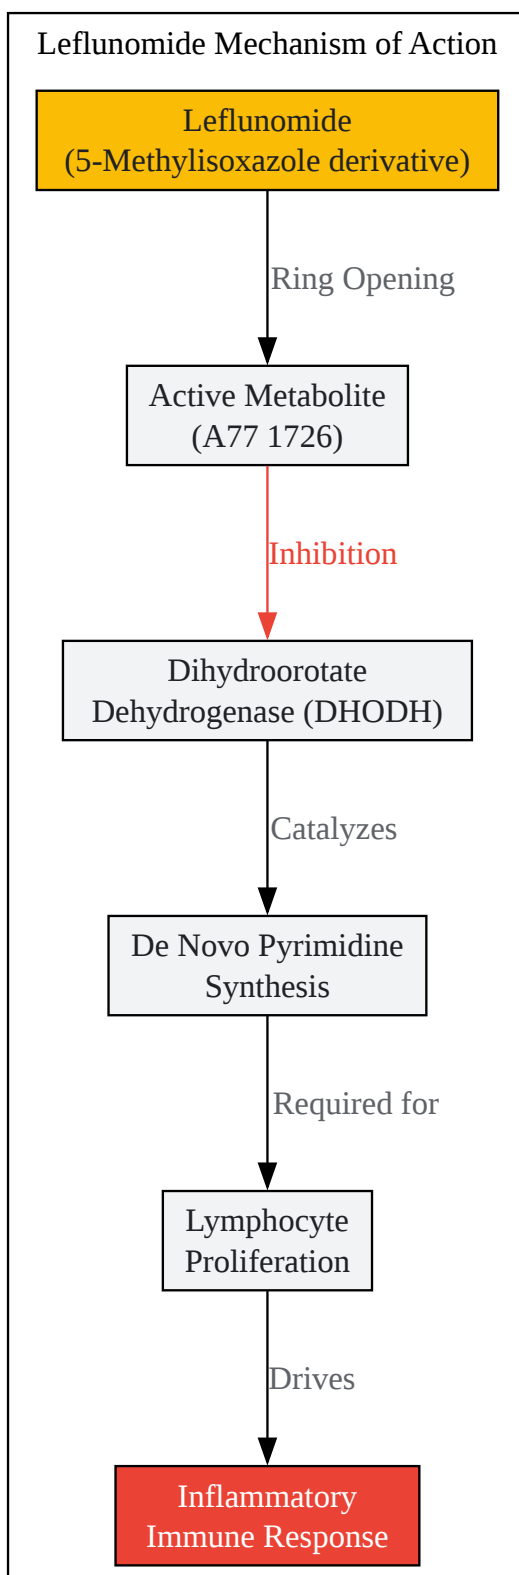 Leflunomide Mechanism of Action
Leflunomide
(5-Methylisoxazole derivative)
Ring Opening
Active Metabolite
(A77 1726)
Inhibition
Dihydroorotate
Dehydrogenase (DHODH)
Catalyzes
De Novo Pyrimidine
Synthesis
Required for
Lymphocyte
Proliferation
Drives
Inflammatory
Immune Response